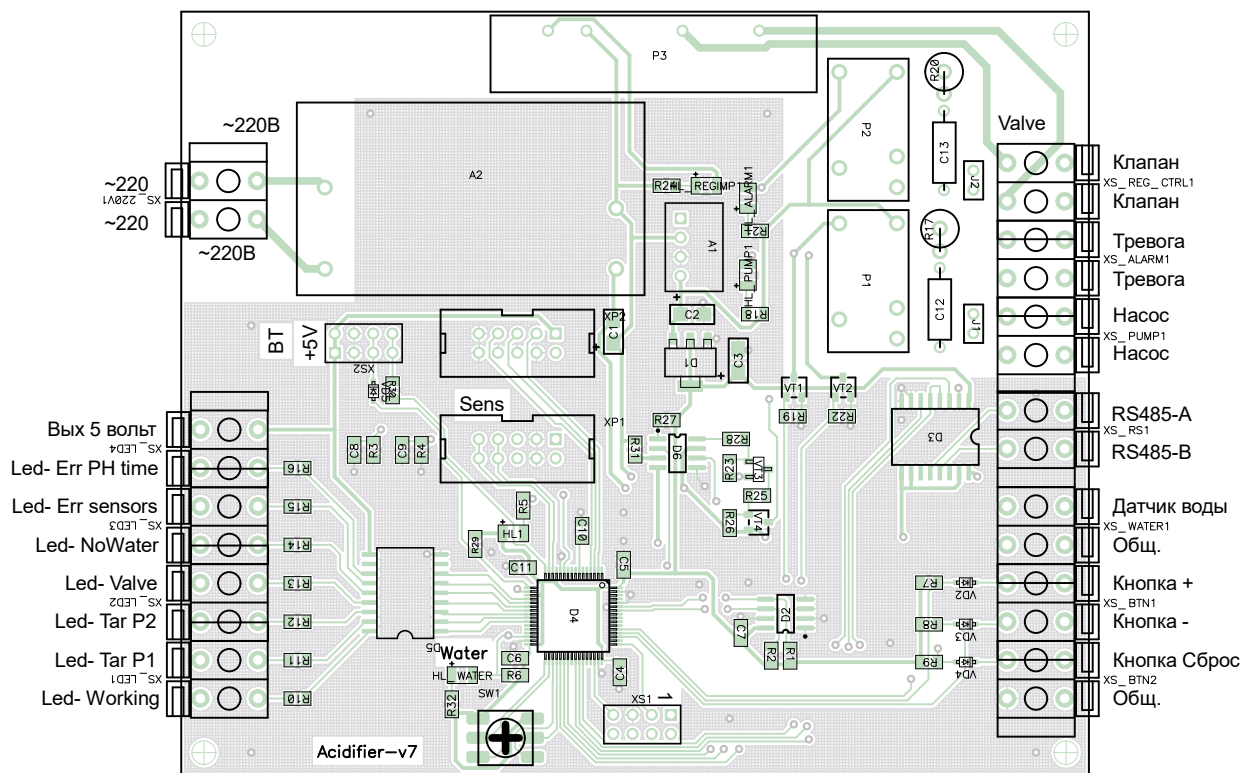 P3
R20
~220В
Valve
P2
C13
J2
A2
Клапан
XS_REG_CTRL1
Клапан
~220
XS_220V1
~220
~220В
R24
HL_REGIMP1
HL_ALARM1
R21
A1
R17
Тревога
XS_ALARM1
Тревога
HL_PUMP1
P1
C12
J1
C2
R18
Насос
XS_PUMP1
Насос
BT
+5V
XP2
C1
D1
C3
XS2
VT1
VT2
R19
R22
Sens
XP1
R27
D3
RS485-A
XS_RS1
RS485-B
Вых 5 вольт
XS_LED4
Led- Err PH time
R16
C8
R3
C9
R4
R31
D6
R28
R23
VT3
R25
Led- Err sensors
XS_LED3
R15
R5
C10
R26
VT4
Датчик воды
XS_WATER1
Led- NoWater
R14
R29
HL1
Общ.
C11
C5
Led- Valve
XS_LED2
R13
R7
VD2
Кнопка +
XS_BTN1
Led- Tar P2
R12
D4
D2
C7
R8
VD3
Кнопка -
D5
Water
C6
R2
R1
Led- Tar P1
XS_LED1
R11
HL_WATER
R6
C4
R9
VD4
Кнопка Сброс
XS_BTN2
Led- Working
R10
R32
SW1
XS1
1
Общ.
Acidifier-v7